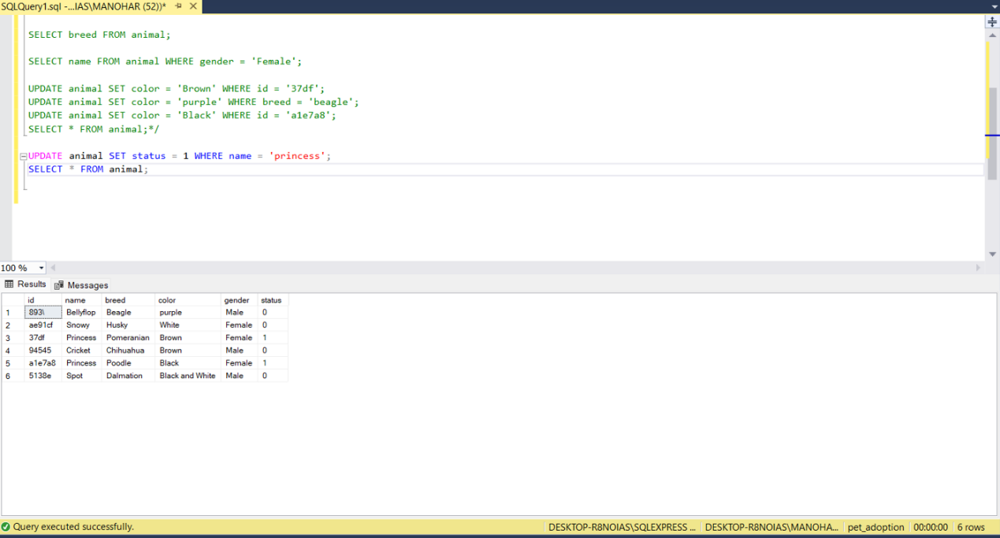 SQLQuery1.sql -...IAS\MANOHAR (52))*
SELECT breed FROM animal;
SELECT name FROM animal WHERE gender = 'Female';
UPDATE animal SET color = 'Brown' WHERE id = '37df';
UPDATE animal SET color = 'purple' WHERE breed = 'beagle';
UPDATE animal SET color = 'Black' WHERE id = 'a1e7a8';
SELECT * FROM animal;*/
UPDATE animal SET status = 1 WHERE name = 'princess';
SELECT * FROM animal;
100 %
Results Messages
id name breed color gender status
1 893\ Bellyflop Beagle purple Male 0
2 ae91cf Snowy Husky White Female 0
3 37df Princess Pomeranian Brown Female 1
4 94545 Cricket Chihuahua Brown Male 0
5 a1e7a8 Princess Poodle Black Female 1
6 5138e Spot Dalmation Black and White Male 0
Query executed successfully. DESKTOP-R8NOIAS\SQLEXPRESS ... DESKTOP-R8NOIAS\MANOHA... pet_adoption 00:00:00 6 rows